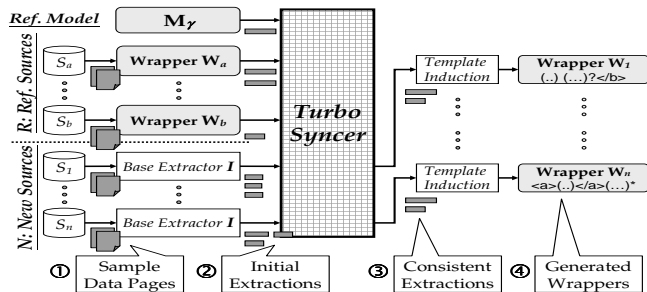 Ref. Model
Mγ
R: Ref. Sources
Sa
Wrapper Wa
Sb
Wrapper Wb
N: New Sources
S1
Base Extractor I
Sn
Base Extractor I
Turbo
Syncer
Template
Induction
Wrapper W1
(..) (...)?</b>
Template
Induction
Wrapper Wn
<a>(..)</a>(...)*
① Sample
Data Pages
② Initial
Extractions
③ Consistent
Extractions
④ Generated
Wrappers